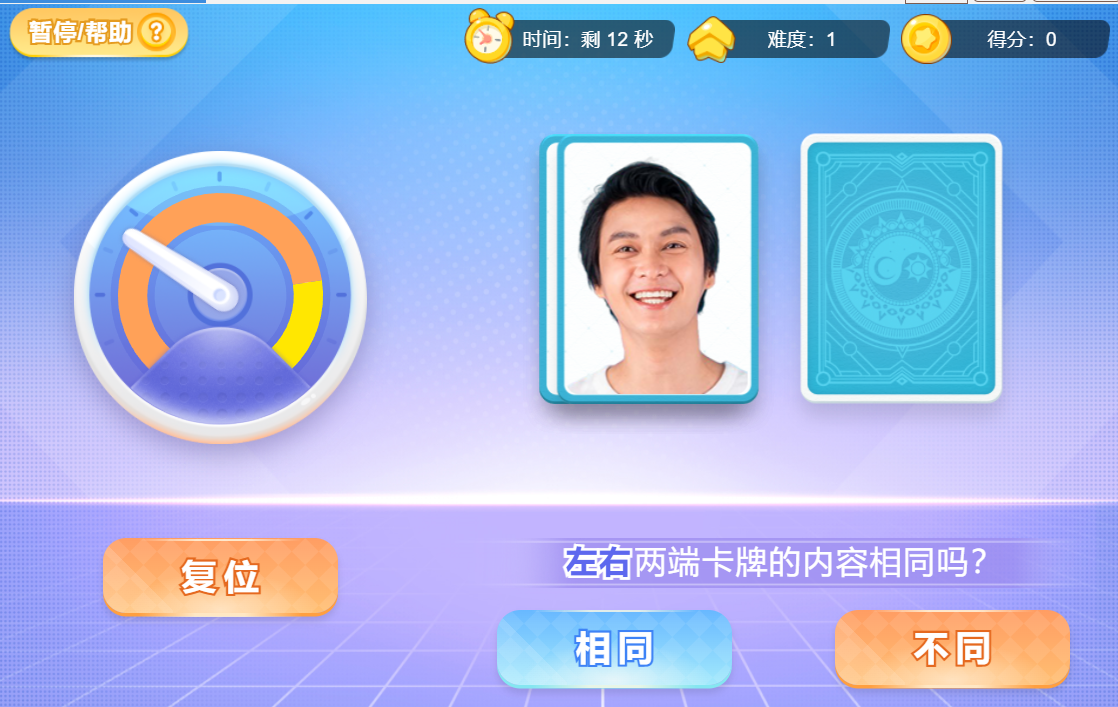 暂停/帮助 ?
时间：剩 12 秒
难度：1
得分：0
复位
左右两端卡牌的内容相同吗?
相同
不同